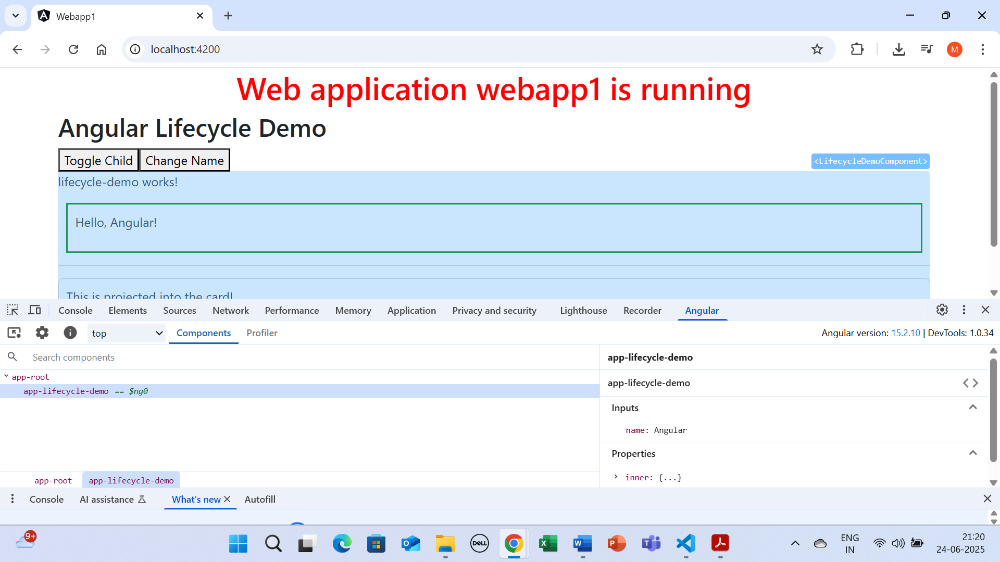 Webapp1
localhost:4200
M
Web application webapp1 is running
Angular Lifecycle Demo
Toggle Child
Change Name
<LifecycleDemoComponent>
lifecycle-demo works!
Hello, Angular!
This is projected into the card!
Console
Elements
Sources
Network
Performance
Memory
Application
Privacy and security
Lighthouse
Recorder
Angular
top
Components
Profiler
Angular version: 15.2.10 | DevTools: 1.0.34
Search components
app-root
app-lifecycle-demo == $ng0
app-root
app-lifecycle-demo
app-lifecycle-demo
app-lifecycle-demo
Inputs
name: Angular
Properties
inner: {...}
Console
AI assistance
What's new
Autofill
9+
DELL
ENG
IN
21:20
24-06-2025